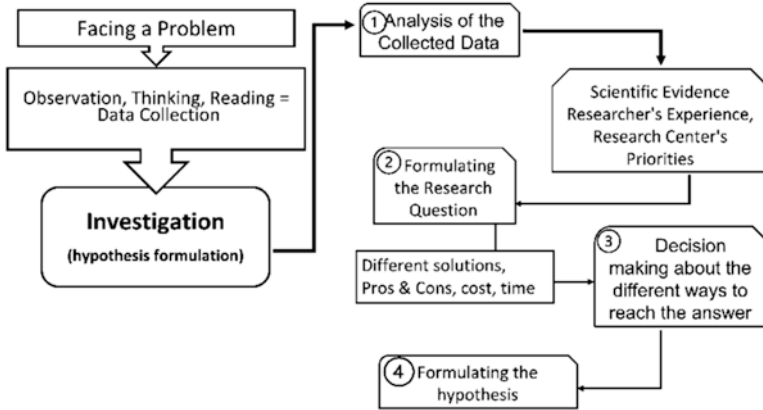 Facing a Problem
Observation, Thinking, Reading =
Data Collection
Investigation
(hypothesis formulation)
1 Analysis of the
Collected Data
Scientific Evidence
Researcher's Experience,
Research Center's
Priorities
2 Formulating
the Research
Question
Different solutions,
Pros & Cons, cost, time
3 Decision
making about the
different ways to
reach the answer
4 Formulating the
hypothesis